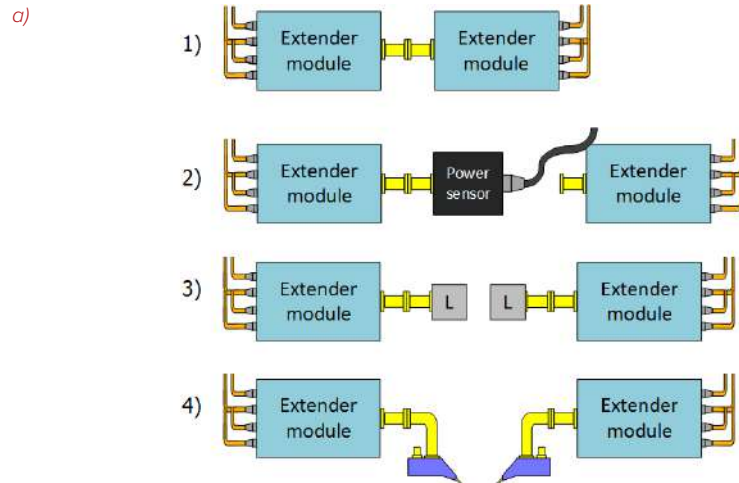 a)
1)
Extender
module
Extender
module
2)
Extender
module
Power
sensor
Extender
module
3)
Extender
module
L
L
Extender
module
4)
Extender
module
Extender
module